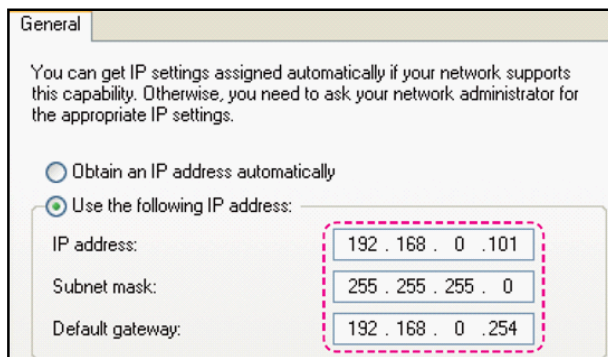 General
You can get IP settings assigned automatically if your network supports
this capability. Otherwise, you need to ask your network administrator for
the appropriate IP settings.
Obtain an IP address automatically
Use the following IP address:
IP address: 192 . 168 . 0 .101
Subnet mask: 255 . 255 . 255 . 0
Default gateway: 192 . 168 . 0 .254